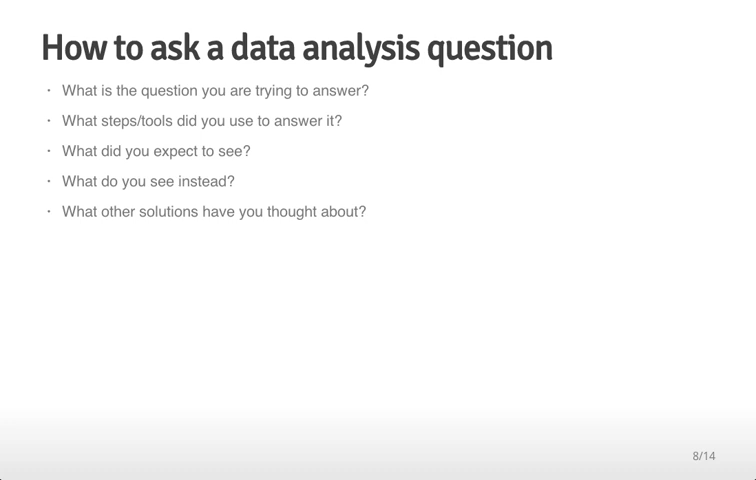 How to ask a data analysis question
· What is the question you are trying to answer?
· What steps/tools did you use to answer it?
· What did you expect to see?
· What do you see instead?
· What other solutions have you thought about?
8/14